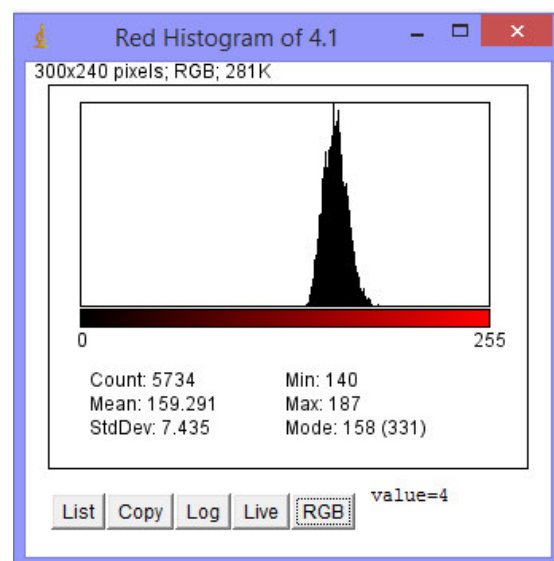 Red Histogram of 4.1
300x240 pixels; RGB; 281K
0 255
Count: 5734 Min: 140
Mean: 159.291 Max: 187
StdDev: 7.435 Mode: 158 (331)
List Copy Log Live RGB value=4